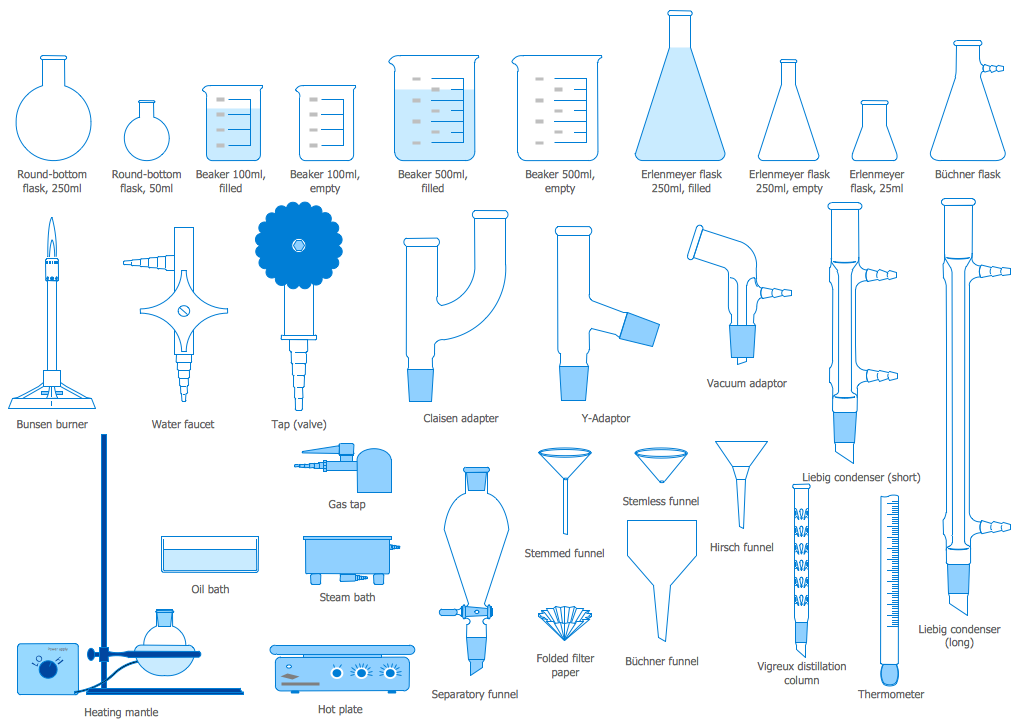 Round-bottom
flask, 250ml
Round-bottom
flask, 50ml
Beaker 100ml,
filled
Beaker 100ml,
empty
Beaker 500ml,
filled
Beaker 500ml,
empty
Erlenmeyer flask
250ml, filled
Erlenmeyer flask
250ml, empty
Erlenmeyer
flask, 25ml
Büchner flask
Bunsen burner
Water faucet
Tap (valve)
Claisen adapter
Y-Adaptor
Vacuum adaptor
Liebig condenser (short)
Gas tap
Stemmed funnel
Stemless funnel
Hirsch funnel
Oil bath
Steam bath
Liebig condenser
(long)
Power supply
Heating mantle
Hot plate
Separatory funnel
Folded filter
paper
Büchner funnel
Vigreux distillation
column
Thermometer